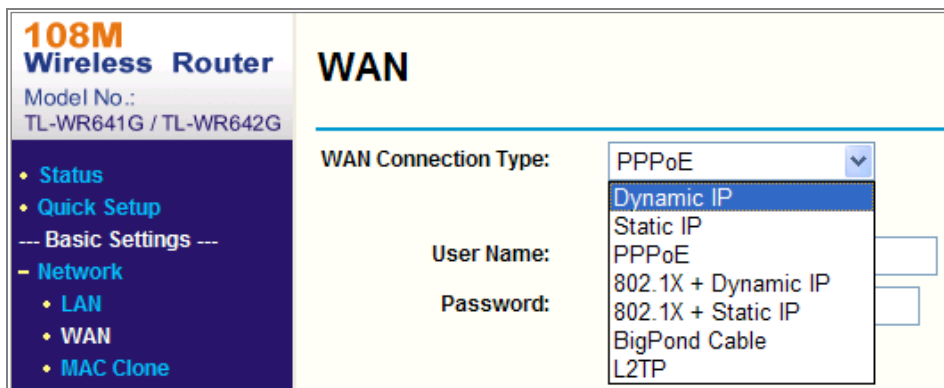 108M
Wireless Router
Model No.:
TL-WR641G / TL-WR642G
• Status
• Quick Setup
--- Basic Settings ---
– Network
• LAN
• WAN
• MAC Clone
WAN
WAN Connection Type: PPPoE
Dynamic IP
Static IP
PPPoE
802.1X + Dynamic IP
802.1X + Static IP
BigPond Cable
L2TP
User Name:
Password: